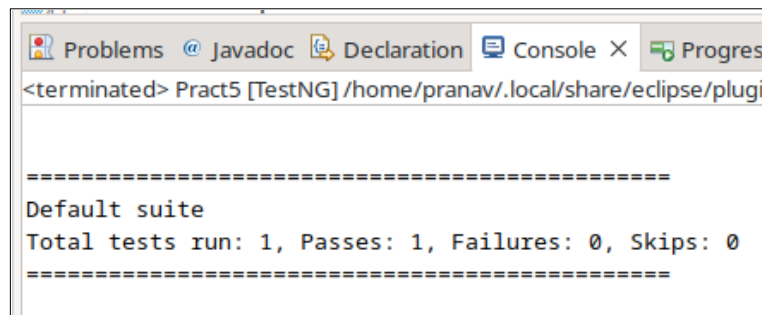 Problems @ Javadoc Declaration Console × Progres
<terminated> Pract5 [TestNG] /home/pranav/.local/share/eclipse/plugi
==============================================
Default suite
Total tests run: 1, Passes: 1, Failures: 0, Skips: 0
==============================================